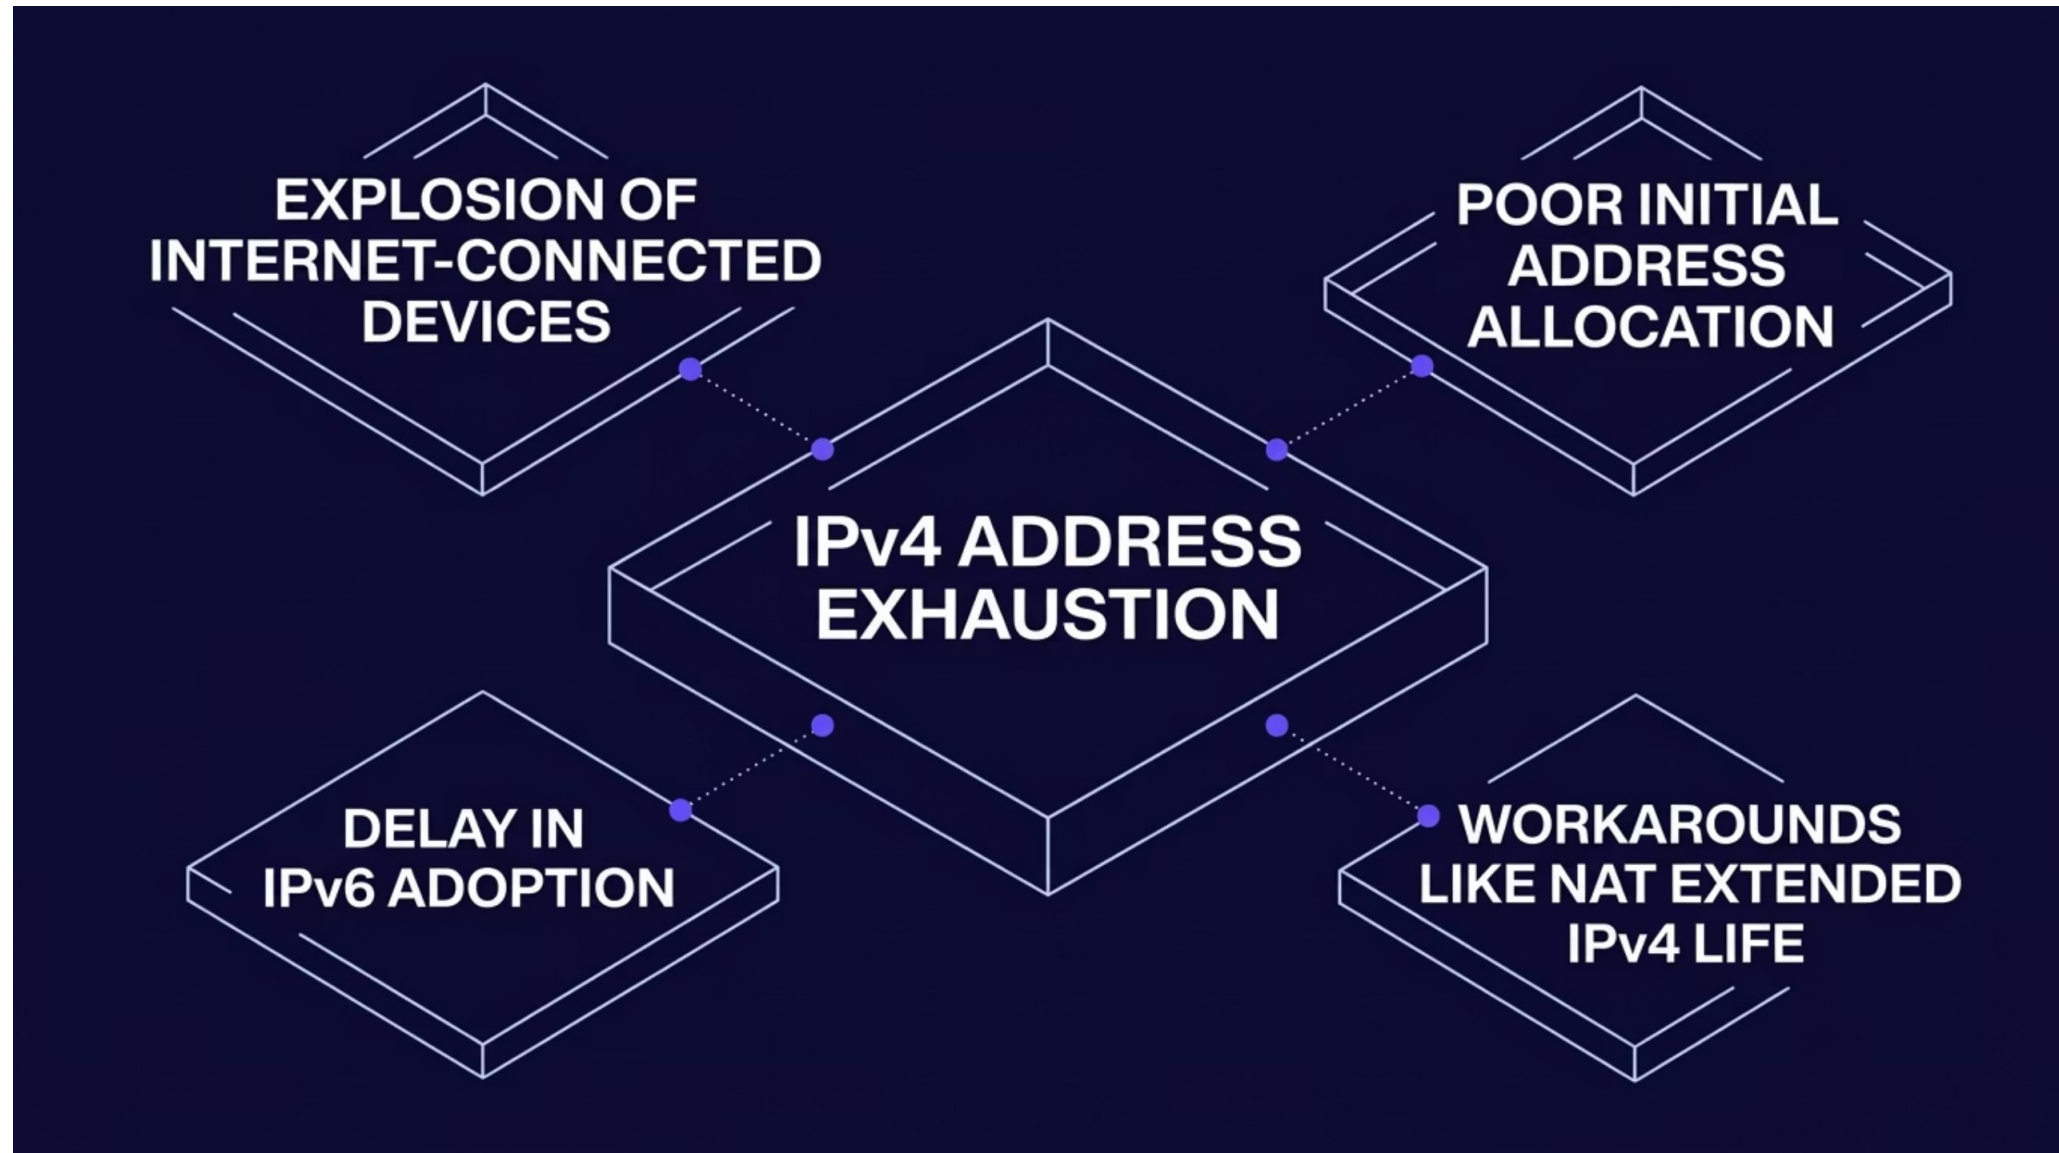 EXPLOSION OF
INTERNET-CONNECTED
DEVICES
POOR INITIAL
ADDRESS
ALLOCATION
IPv4 ADDRESS
EXHAUSTION
DELAY IN
IPv6 ADOPTION
WORKAROUNDS
LIKE NAT EXTENDED
IPv4 LIFE